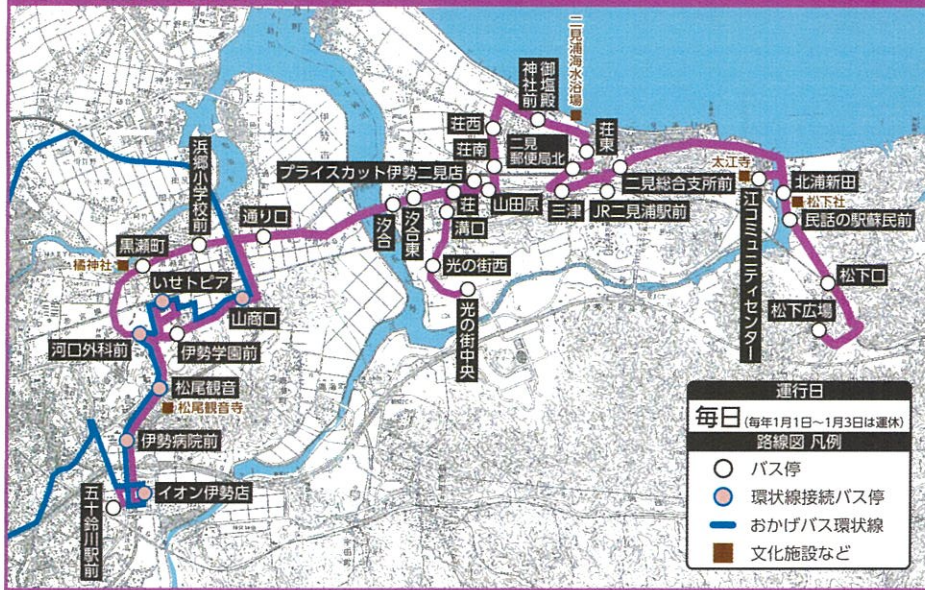 二見浦海水浴場
御塩殿
神社前
荘西
荘南
二見
郵便局北
荘東
プライスカット伊勢二見店
浜郷小学校前
通り口
汐合
汐合東
荘
溝口
山田原
三津
JR二見浦駅前
二見総合支所前
太江寺
江コミュニティセンター
北浦新田
松下社
民話の駅蘇民前
松下口
松下広場
黒瀬町
橘神社
いせトピア
山商口
伊勢学園前
河口外科前
光の街西
光の街中央
松尾観音
松尾観音寺
伊勢病院前
イオン伊勢店
五十鈴川駅前
運行日
毎日 (毎年1月1日~1月3日は運休)
路線図 凡例
バス停
環状線接続バス停
おかげバス環状線
文化施設など